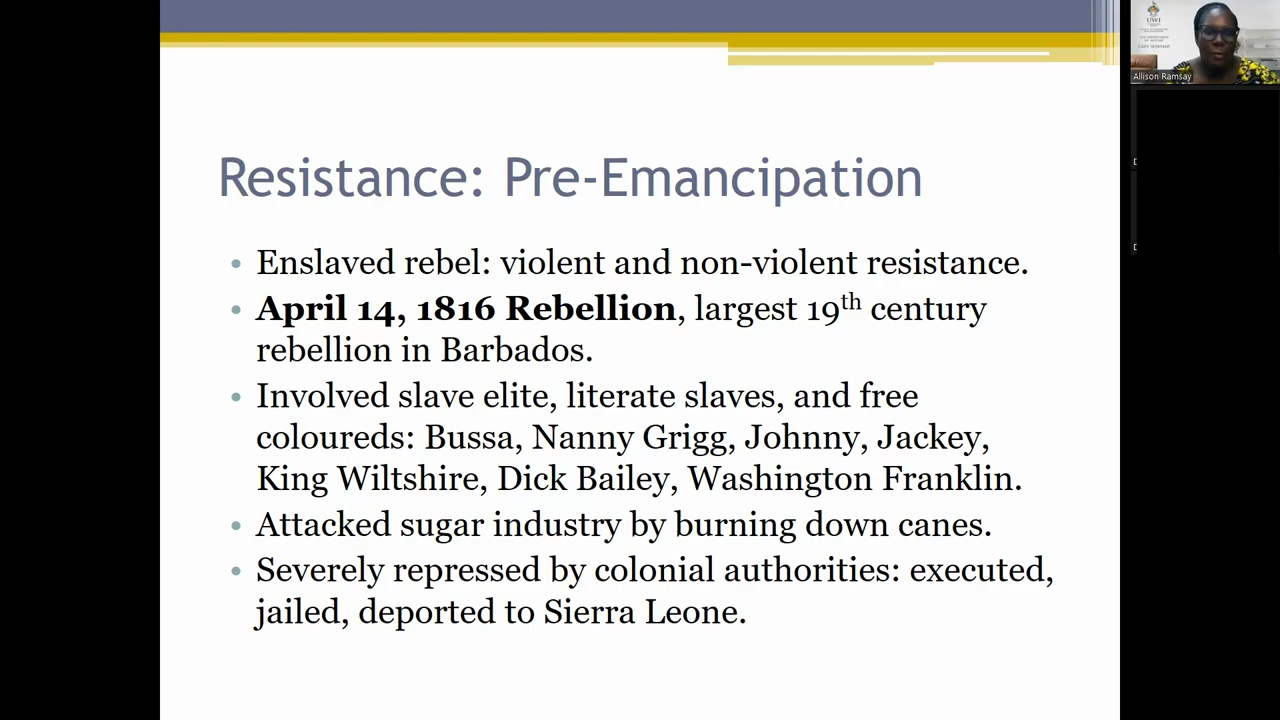 Resistance: Pre-Emancipation
• Enslaved rebel: violent and non-violent resistance.
• April 14, 1816 Rebellion, largest 19th century
rebellion in Barbados.
• Involved slave elite, literate slaves, and free
coloureds: Bussa, Nanny Grigg, Johnny, Jackey,
King Wiltshire, Dick Bailey, Washington Franklin.
• Attacked sugar industry by burning down canes.
• Severely repressed by colonial authorities: executed,
jailed, deported to Sierra Leone.
UWI
Allison Ramsay